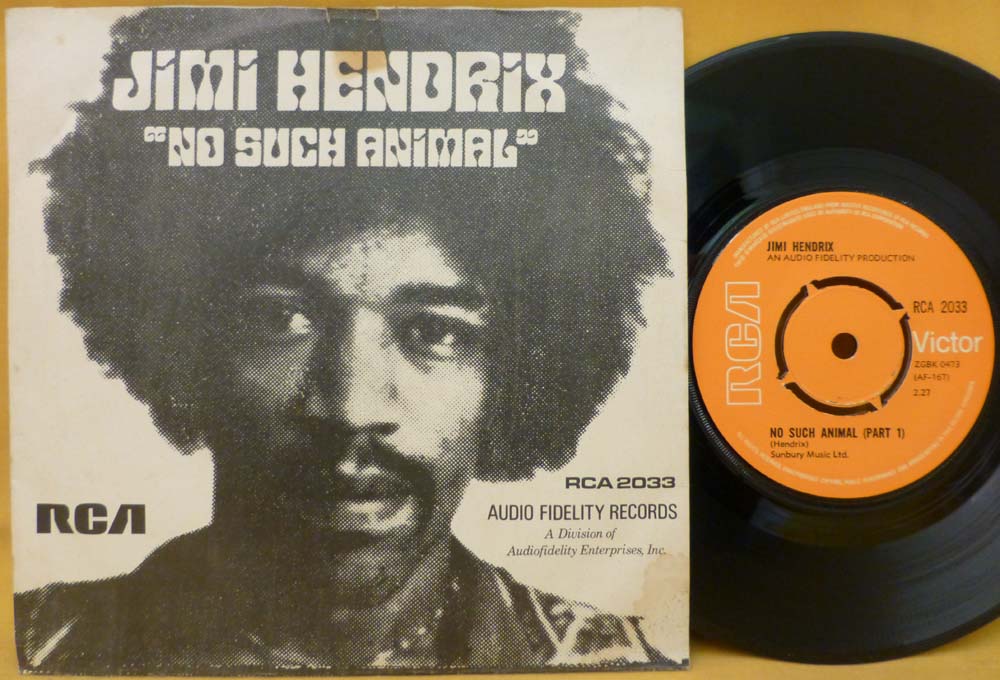 JiMi HENDRiX
"NO SUCH ANiMAL"
RCA 2033
AUDIO FIDELITY RECORDS
A Division of
Audiofidelity Enterprises, Inc.
RCA
JIMI HENDRIX
AN AUDIO FIDELITY PRODUCTION
RCA 2033
RCA
Victor
ZGBK 0473
(AF-167)
2.27
NO SUCH ANIMAL (PART 1)
(Hendrix)
Sunbury Music Ltd.